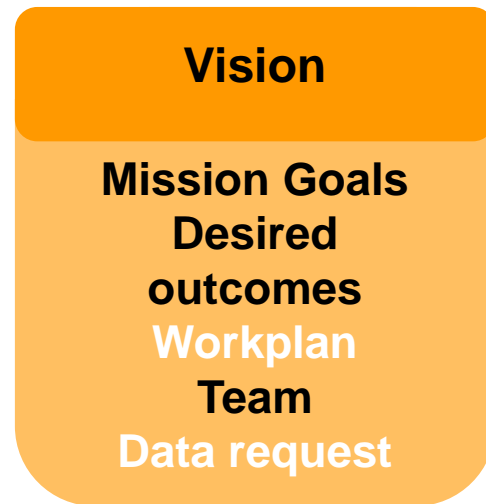 Vision
Mission Goals
Desired
outcomes
Workplan
Team
Data request